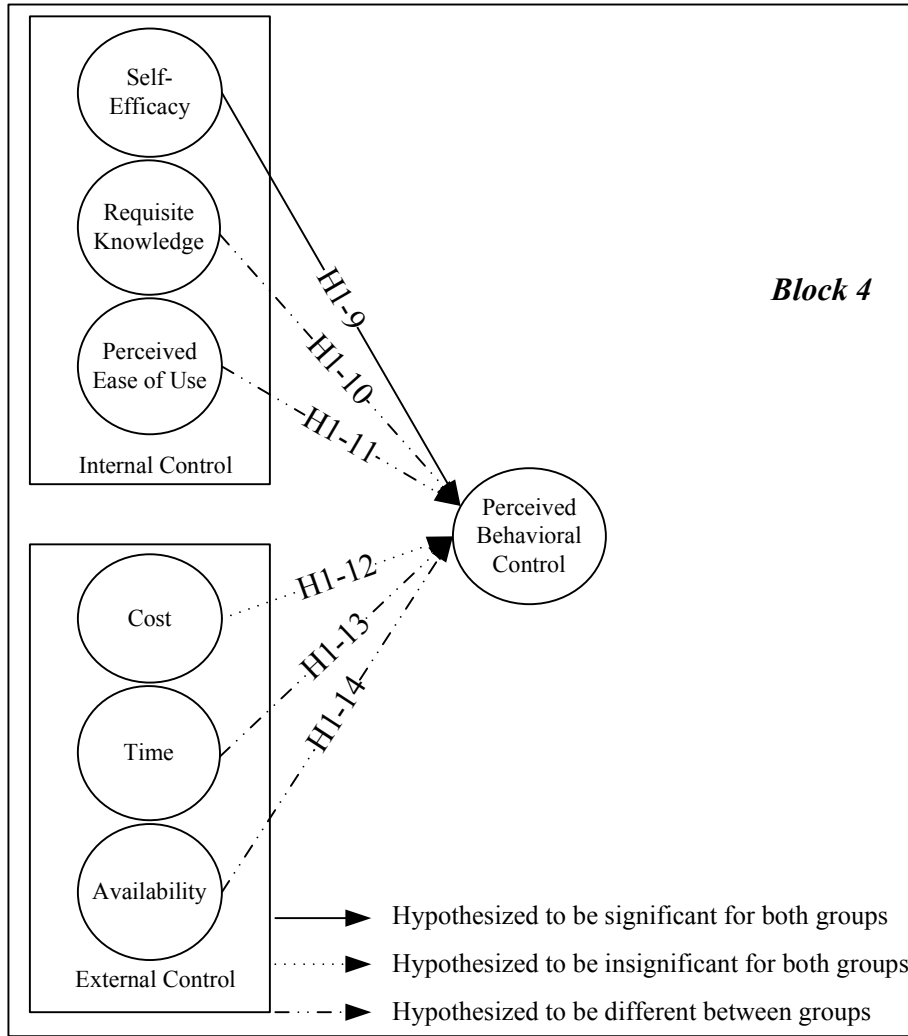 Self-
Efficacy
Requisite
Knowledge
Perceived
Ease of Use
Internal Control
H1-9
H1-10
H1-11
Block 4
Perceived
Behavioral
Control
Cost
Time
Availability
External Control
H1-12
H1-13
H1-14
Hypothesized to be significant for both groups
Hypothesized to be insignificant for both groups
Hypothesized to be different between groups